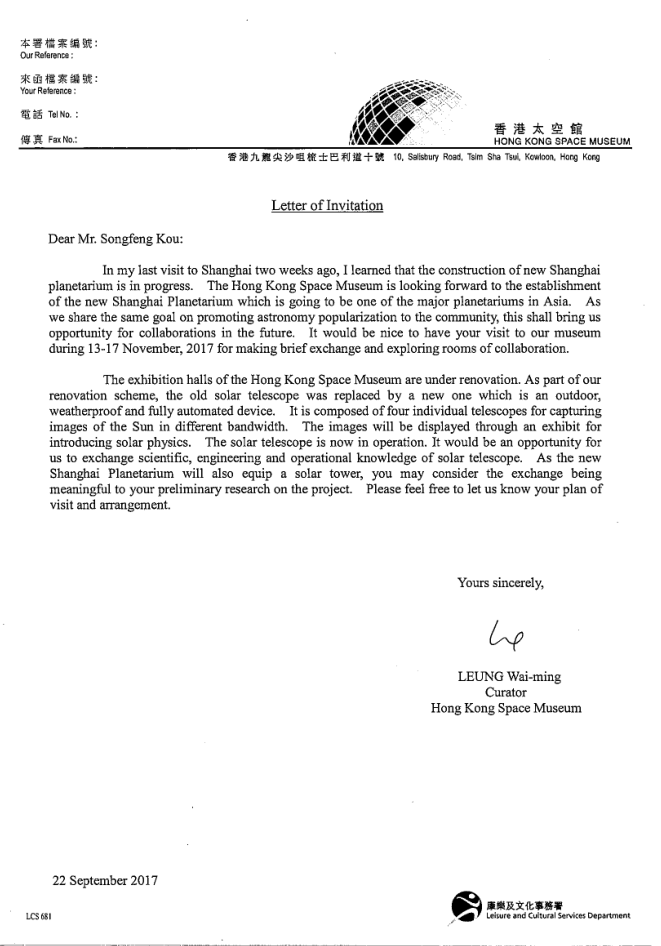 本署檔案編號:
Our Reference :
來函檔案編號:
Your Reference :
電話 Tel No. :
傳真 Fax No.:
香港太空館
HONG KONG SPACE MUSEUM
香港九龍尖沙咀梳士巴利道十號 10, Salisbury Road, Tsim Sha Tsui, Kowloon, Hong Kong
Letter of Invitation
Dear Mr. Songfeng Kou:
In my last visit to Shanghai two weeks ago, I learned that the construction of new Shanghai
planetarium is in progress. The Hong Kong Space Museum is looking forward to the establishment
of the new Shanghai Planetarium which is going to be one of the major planetariums in Asia. As
we share the same goal on promoting astronomy popularization to the community, this shall bring us
opportunity for collaborations in the future. It would be nice to have your visit to our museum
during 13-17 November, 2017 for making brief exchange and exploring rooms of collaboration.
The exhibition halls of the Hong Kong Space Museum are under renovation. As part of our
renovation scheme, the old solar telescope was replaced by a new one which is an outdoor,
weatherproof and fully automated device. It is composed of four individual telescopes for capturing
images of the Sun in different bandwidth. The images will be displayed through an exhibit for
introducing solar physics. The solar telescope is now in operation. It would be an opportunity for
us to exchange scientific, engineering and operational knowledge of solar telescope. As the new
Shanghai Planetarium will also equip a solar tower, you may consider the exchange being
meaningful to your preliminary research on the project. Please feel free to let us know your plan of
visit and arrangement.
Yours sincerely,
LEUNG Wai-ming
Curator
Hong Kong Space Museum
22 September 2017
LCS 681
康樂及文化事務署
Leisure and Cultural Services Department